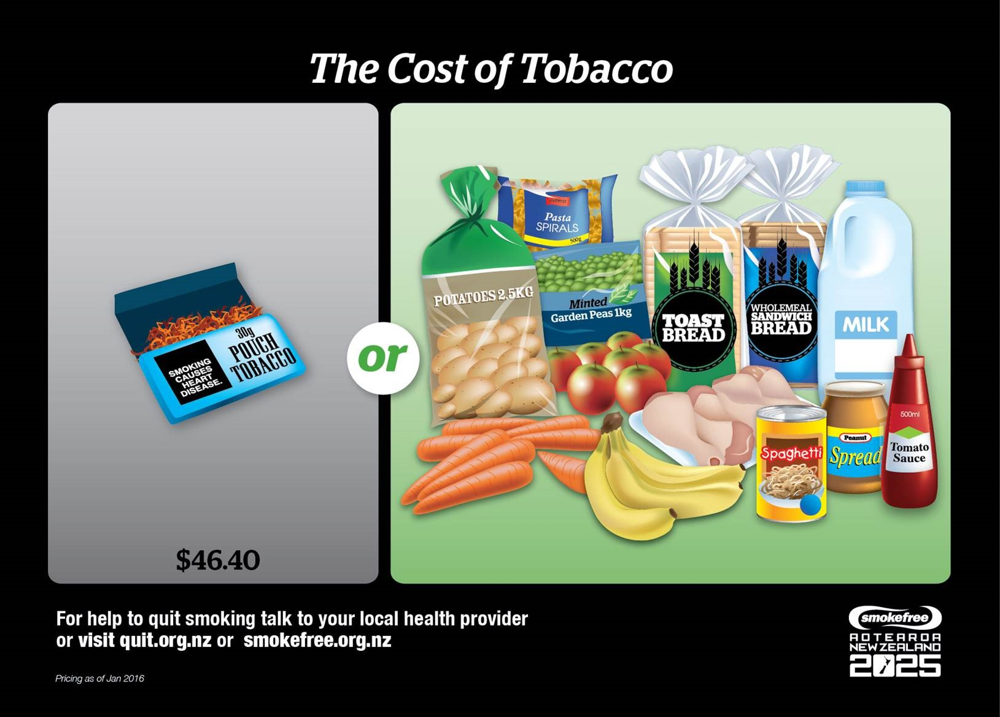 The Cost of Tobacco
30g
POUCH
TOBACCO
SMOKING
CAUSES
HEART
DISEASE.
$46.40
or
yummo
Pasta
SPIRALS
500g
POTATOES 2.5KG
Minted
Garden Peas 1kg
TOAST
BREAD
WHOLEMEAL
SANDWICH
BREAD
MILK
Spaghetti
Peanut
Spread
500ml
Tomato
Sauce
For help to quit smoking talk to your local health provider
or visit quit.org.nz or smokefree.org.nz
Pricing as of Jan 2016
smokefree
AOTEAROA
NEW ZEALAND
2025